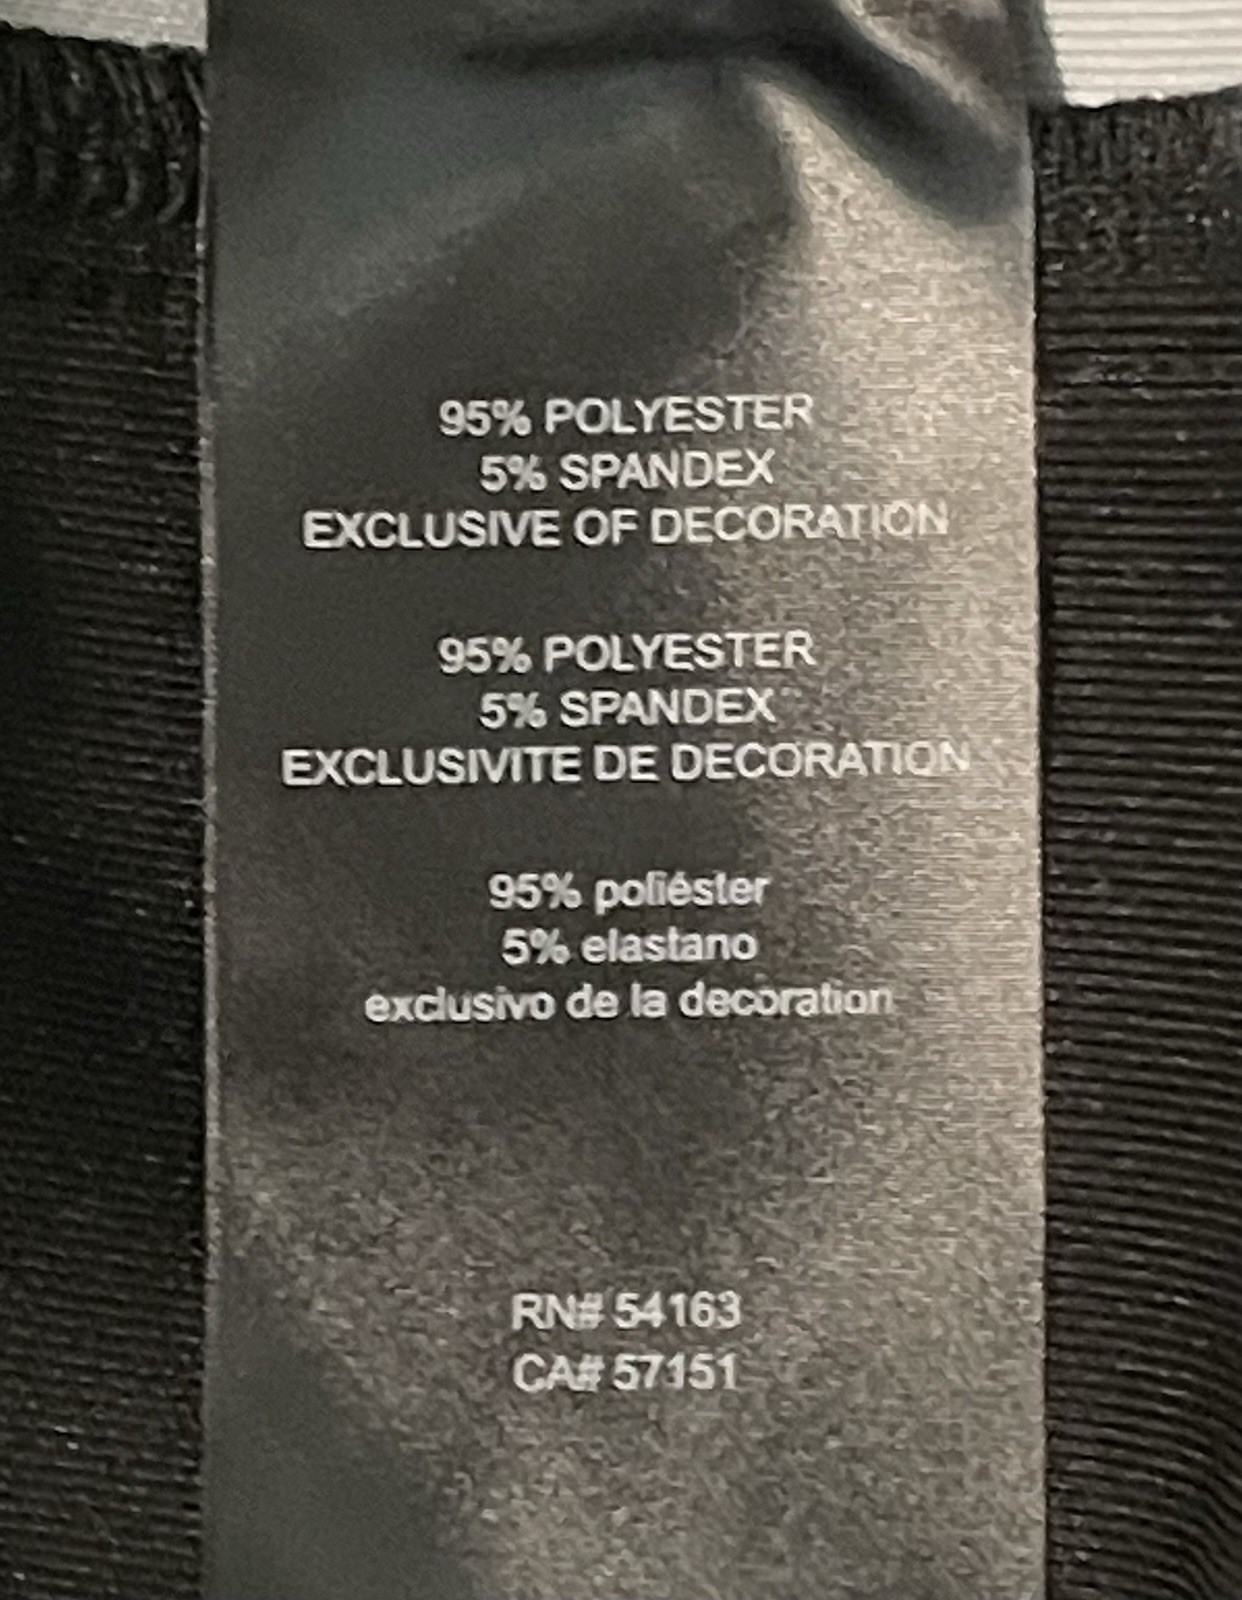 95% POLYESTER
5% SPANDEX
EXCLUSIVE OF DECORATION
95% POLYESTER
5% SPANDEX
EXCLUSIVITE DE DECORATION
95% poliéster
5% elastano
exclusivo de la decoration
RN# 54163
CA# 57151